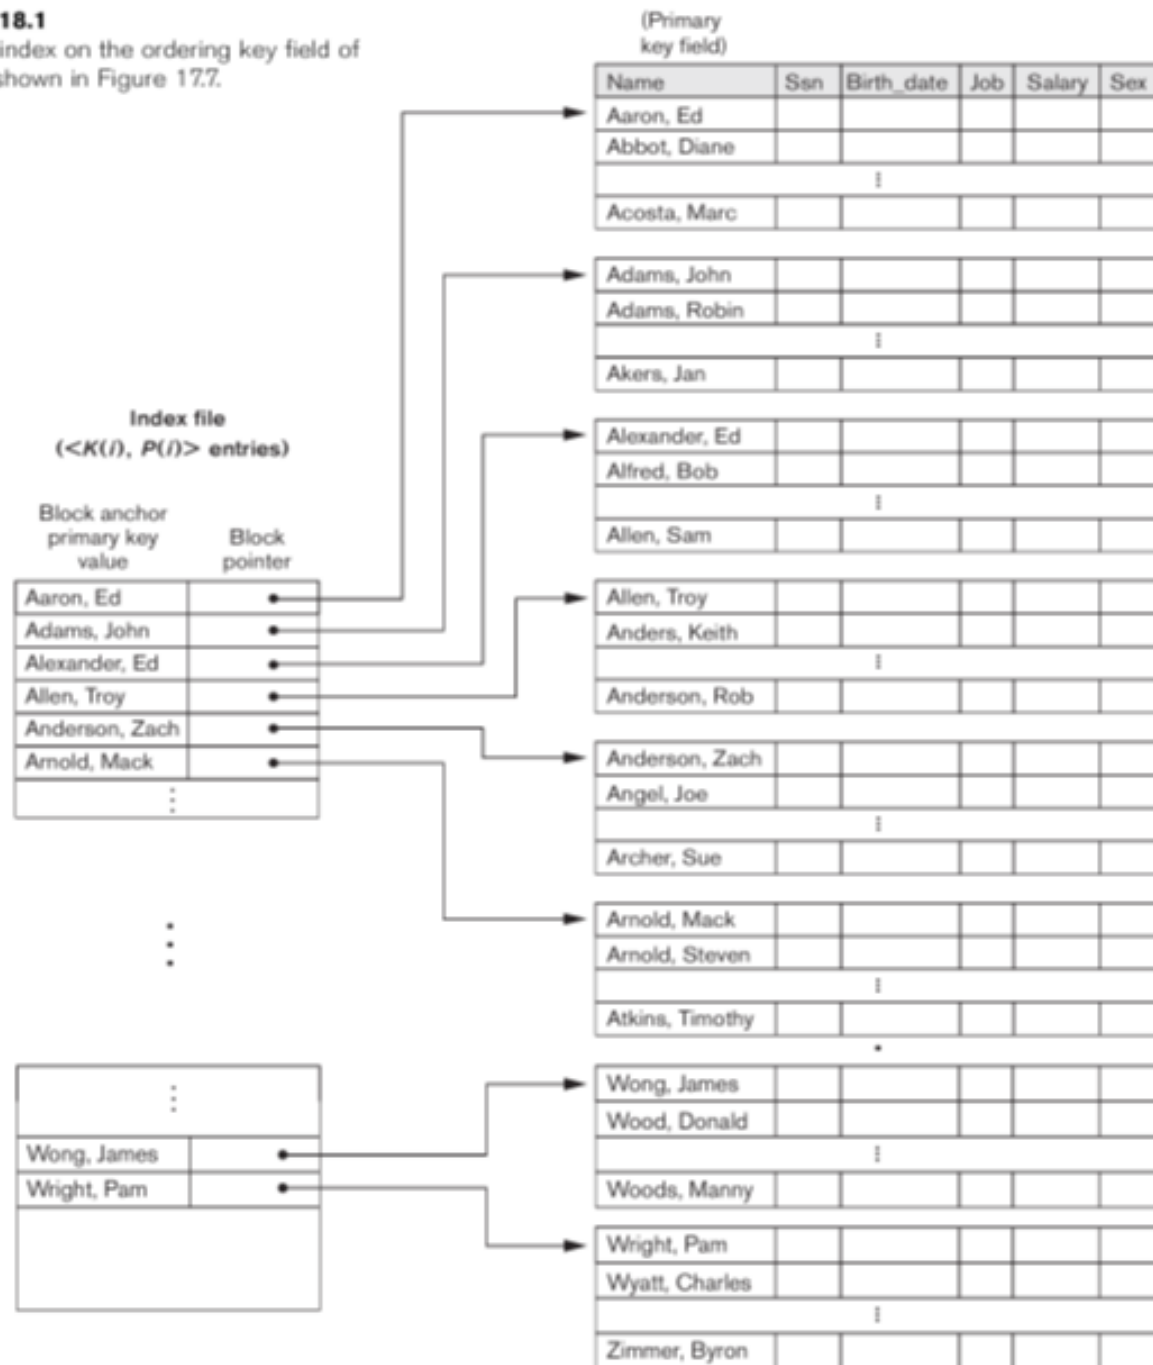 18.1
index on the ordering key field of
shown in Figure 17.7.
(Primary
key field)
Name Ssn Birth_date Job Salary Sex
Aaron, Ed
Abbot, Diane
Acosta, Marc
Adams, John
Adams, Robin
Akers, Jan
Alexander, Ed
Alfred, Bob
Allen, Sam
Allen, Troy
Anders, Keith
Anderson, Rob
Anderson, Zach
Angel, Joe
Archer, Sue
Arnold, Mack
Arnold, Steven
Atkins, Timothy
Wong, James
Wood, Donald
Woods, Manny
Wright, Pam
Wyatt, Charles
Zimmer, Byron
Index file
(<K(i), P(i)> entries)
Block anchor
primary key
value
Block
pointer
Aaron, Ed
Adams, John
Alexander, Ed
Allen, Troy
Anderson, Zach
Arnold, Mack
Wong, James
Wright, Pam